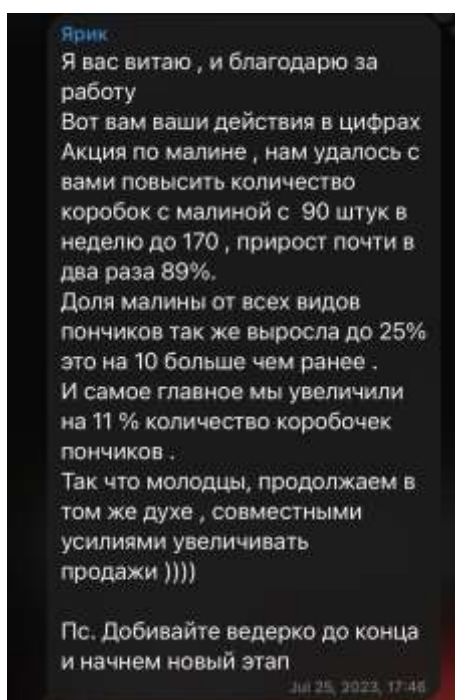 Ярик
Я вас витаю , и благодарю за
работу
Вот вам ваши действия в цифрах
Акция по малине , нам удалось с
вами повысить количество
коробок с малиной с 90 штук в
неделю до 170 , прирост почти в
два раза 89%.
Доля малины от всех видов
пончиков так же выросла до 25%
это на 10 больше чем ранее .
И самое главное мы увеличили
на 11 % количество коробочек
пончиков .
Так что молодцы, продолжаем в
том же духе , совместными
усилиями увеличивать
продажи ))))
Пс. Добивайте ведерко до конца
и начнем новый этап
Jul 25, 2023, 17:46